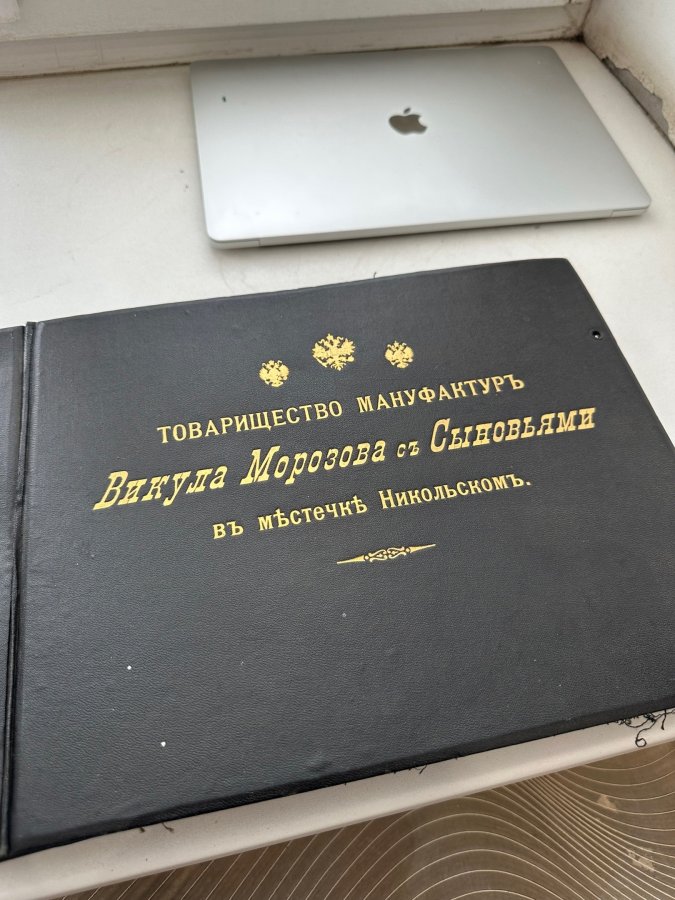 ТОВАРИЩЕСТВО МАНУФАКТУРЪ
Викула Морозова съ Сыновьями
въ мѣстечкѣ Никольскомъ.